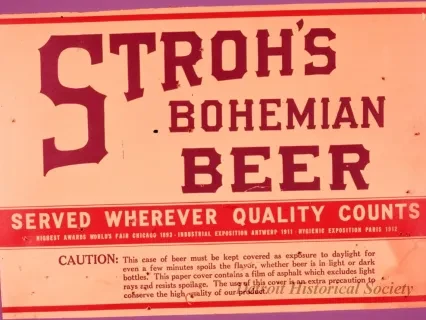 STROH'S
BOHEMIAN
BEER
SERVED WHEREVER QUALITY COUNTS
HIGHEST AWARDS WORLD'S FAIR CHICAGO 1893 · INDUSTRIAL EXPOSITION ANTWERP 1911 · HYGIENIC EXPOSITION PARIS 1912
CAUTION: This case of beer must be kept covered as exposure to daylight for
even a few minutes spoils the flavor, whether beer is in light or dark
bottles. This paper cover contains a film of asphalt which excludes light
rays and resists spoilage. The use of this cover is an extra precaution to
conserve the high quality of our product.
Detroit Historical Society